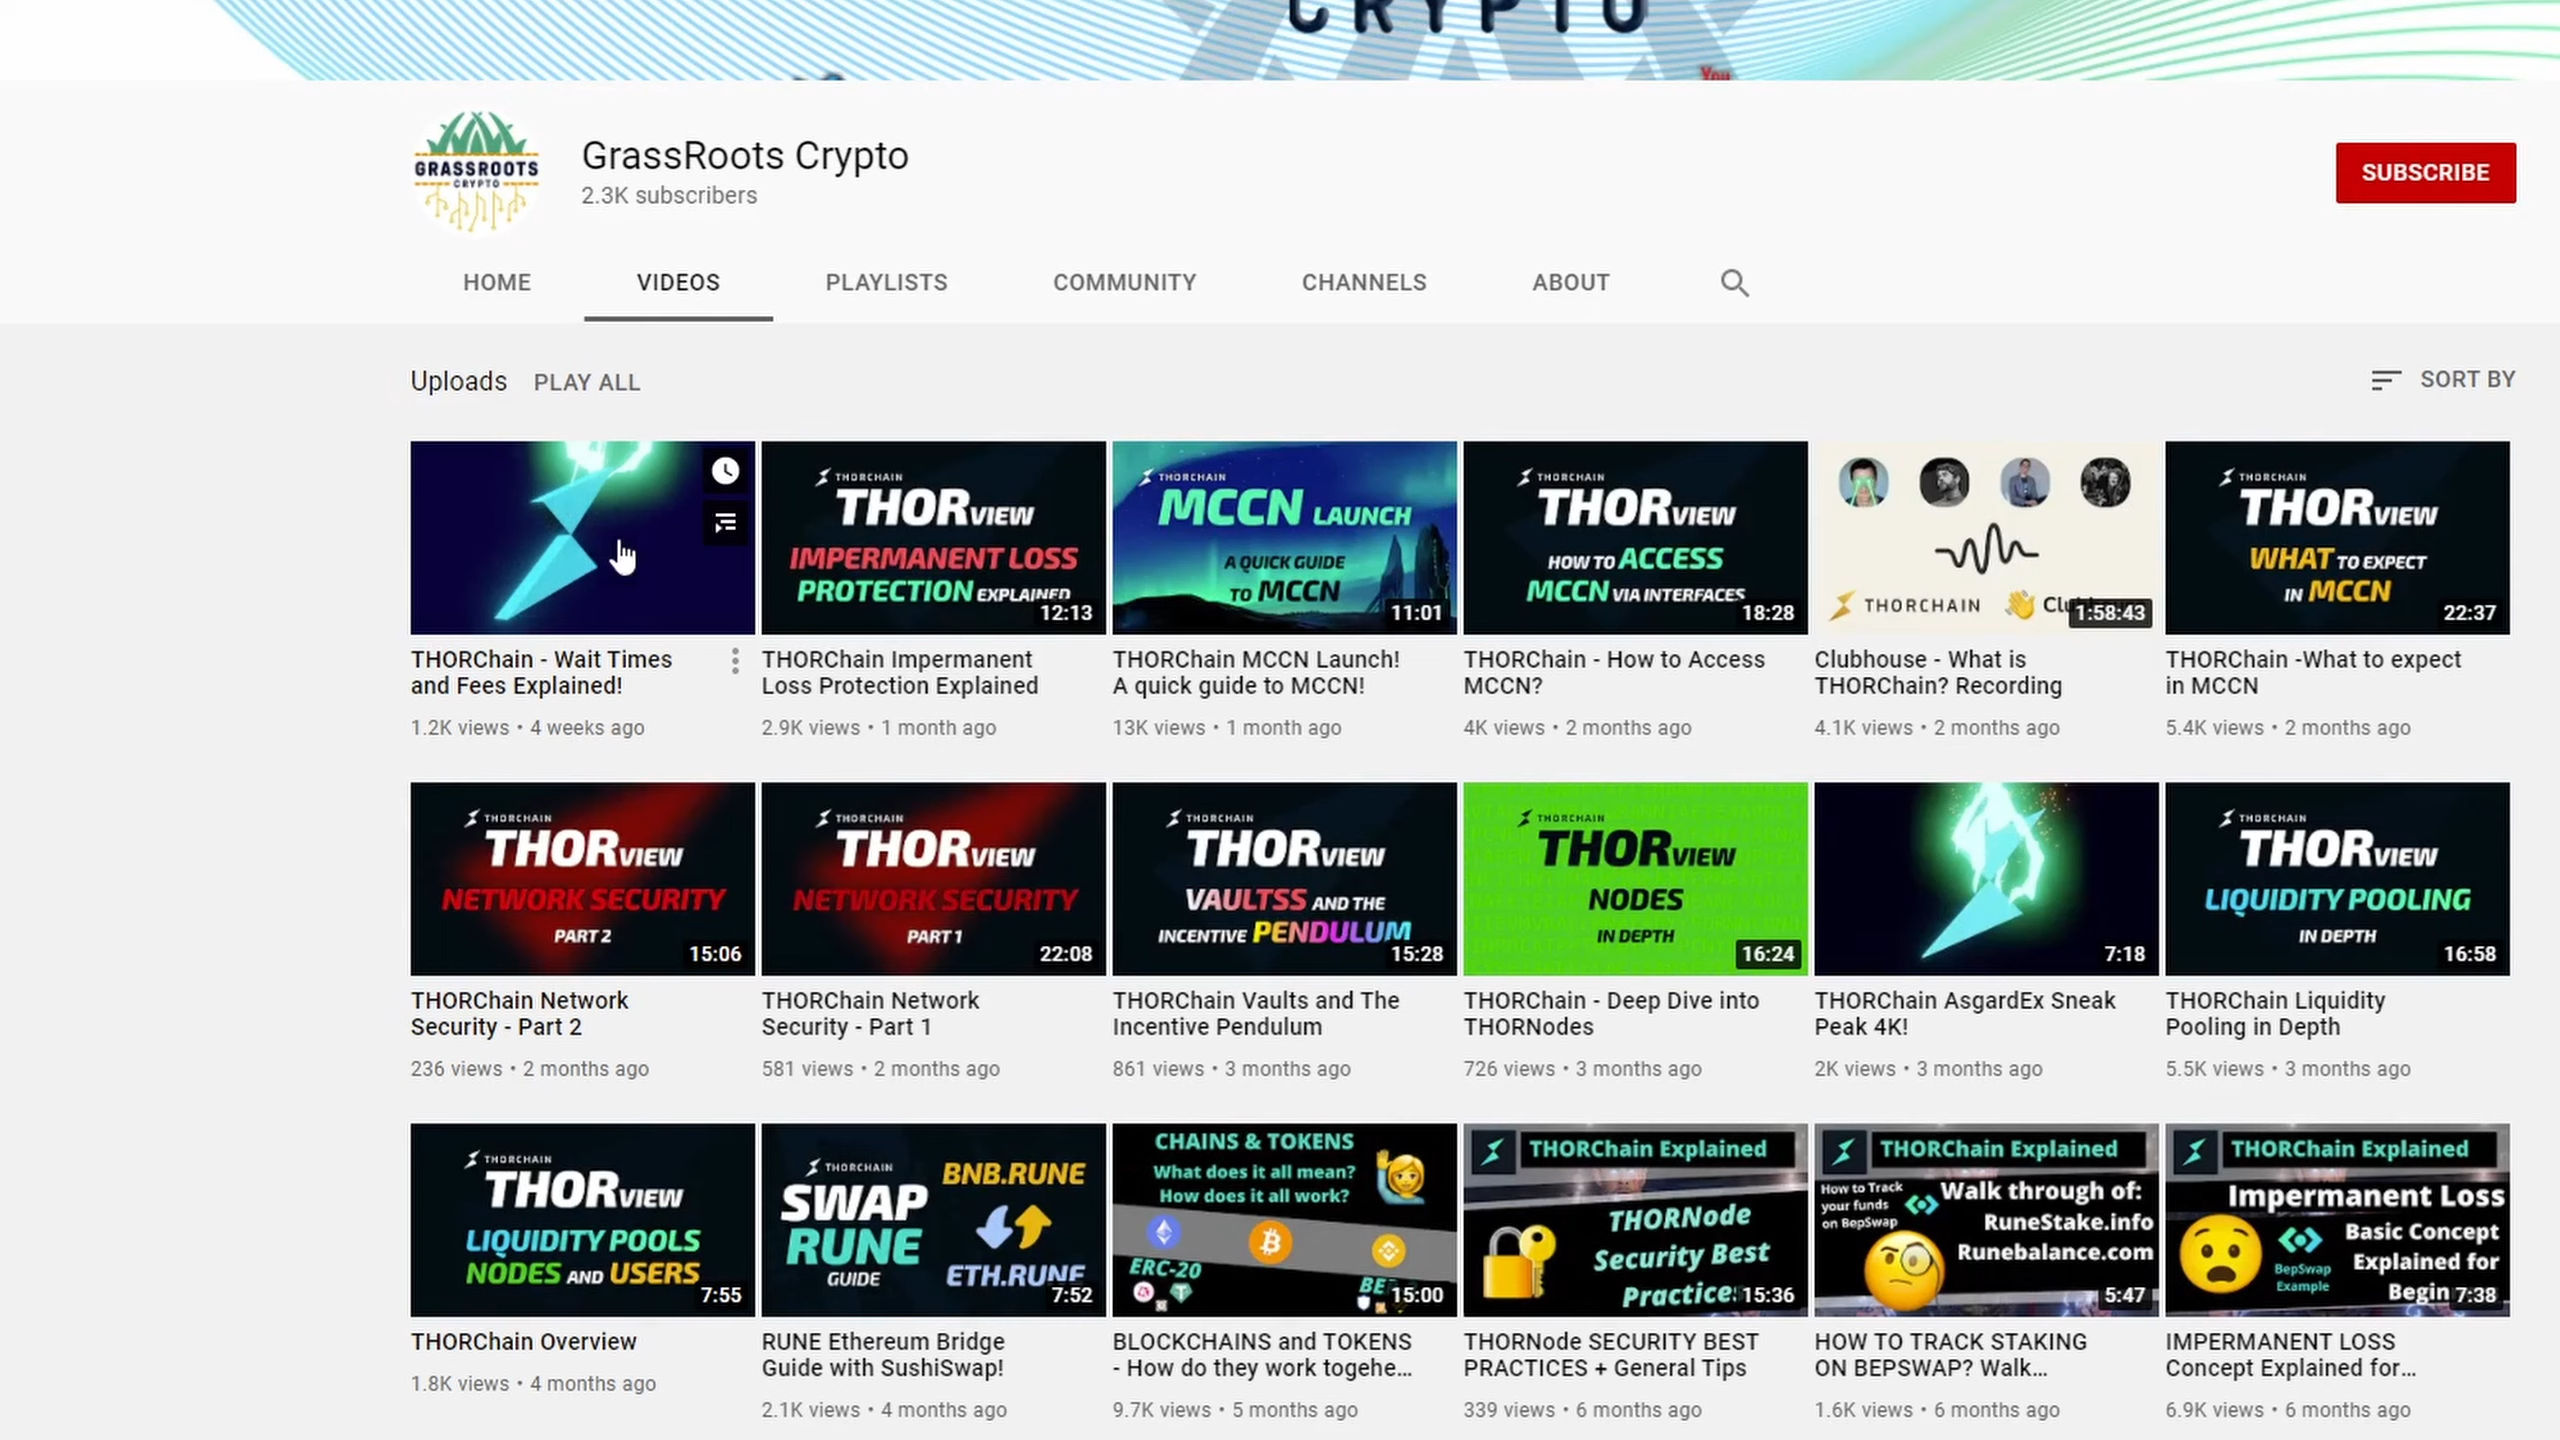 CRYPTO
You
GRASSROOTS
CRYPTO
GrassRoots Crypto
2.3K subscribers
SUBSCRIBE
HOME
VIDEOS
PLAYLISTS
COMMUNITY
CHANNELS
ABOUT
Uploads
PLAY ALL
SORT BY
THORChain - Wait Times
and Fees Explained!
1.2K views • 4 weeks ago
THORCHAIN
THORVIEW
IMPERMANENT LOSS
PROTECTION EXPLAINED
12:13
THORChain Impermanent
Loss Protection Explained
2.9K views • 1 month ago
THORCHAIN
MCCN LAUNCH
A QUICK GUIDE
TO MCCN
11:01
THORChain MCCN Launch!
A quick guide to MCCN!
13K views • 1 month ago
THORCHAIN
THORVIEW
HOW TO ACCESS
MCCN VIA INTERFACES
18:28
THORChain - How to Access
MCCN?
4K views • 2 months ago
THORCHAIN
Clu
1:58:43
Clubhouse - What is
THORChain? Recording
4.1K views • 2 months ago
THORCHAIN
THORVIEW
WHAT TO EXPECT
IN MCCN
22:37
THORChain -What to expect
in MCCN
5.4K views • 2 months ago
THORCHAIN
THORVIEW
NETWORK SECURITY
PART 2
15:06
THORChain Network
Security - Part 2
236 views • 2 months ago
THORCHAIN
THORVIEW
NETWORK SECURITY
PART 1
22:08
THORChain Network
Security - Part 1
581 views • 2 months ago
THORCHAIN
THORVIEW
VAULTSS AND THE
INCENTIVE PENDULUM
15:28
THORChain Vaults and The
Incentive Pendulum
861 views • 3 months ago
THORCHAIN
THORVIEW
NODES
IN DEPTH
16:24
THORChain - Deep Dive into
THORNodes
726 views • 3 months ago
7:18
THORChain AsgardEx Sneak
Peak 4K!
2K views • 3 months ago
THORCHAIN
THORVIEW
LIQUIDITY POOLING
IN DEPTH
16:58
THORChain Liquidity
Pooling in Depth
5.5K views • 3 months ago
THORCHAIN
THORVIEW
LIQUIDITY POOLS
NODES AND USERS
7:55
THORChain Overview
1.8K views • 4 months ago
THORCHAIN
SWAP
RUNE
GUIDE
BNB.RUNE
ETH.RUNE
7:52
RUNE Ethereum Bridge
Guide with SushiSwap!
2.1K views • 4 months ago
CHAINS & TOKENS
What does it all mean?
How does it all work?
ERC-20
BE
15:00
BLOCKCHAINS and TOKENS
- How do they work togehe...
9.7K views • 5 months ago
THORChain Explained
THORNode
Security Best
Practice
15:36
THORNode SECURITY BEST
PRACTICES + General Tips
339 views • 6 months ago
THORChain Explained
How to Track
your funds
on BepSwap
Walk through of:
RuneStake.info
Runebalance.com
5:47
HOW TO TRACK STAKING
ON BEPSWAP? Walk...
1.6K views • 6 months ago
THORChain Explained
Impermanent Loss
BepSwap
Example
Basic Concept
Explained for
Begin
7:38
IMPERMANENT LOSS
Concept Explained for...
6.9K views • 6 months ago